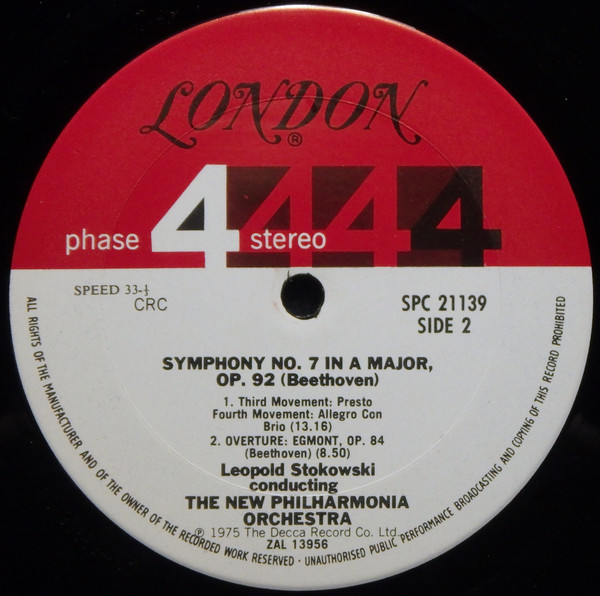 LONDON
®
phase 4 stereo 4 4 4
SPEED 33-⅓
CRC
SPC 21139
SIDE 2
SYMPHONY NO. 7 IN A MAJOR,
OP. 92 (Beethoven)
1. Third Movement: Presto
Fourth Movement: Allegro Con
Brio (13.16)
2. OVERTURE: EGMONT, OP. 84
(Beethoven) (8.50)
Leopold Stokowski
conducting
THE NEW PHILHARMONIA
ORCHESTRA
℗ 1975 The Decca Record Co. Ltd.
ZAL 13956
ALL RIGHTS OF THE MANUFACTURER AND OF THE OWNER OF THE RECORDED WORK RESERVED · UNAUTHORISED PUBLIC PERFORMANCE BROADCASTING AND COPYING OF THIS RECORD PROHIBITED